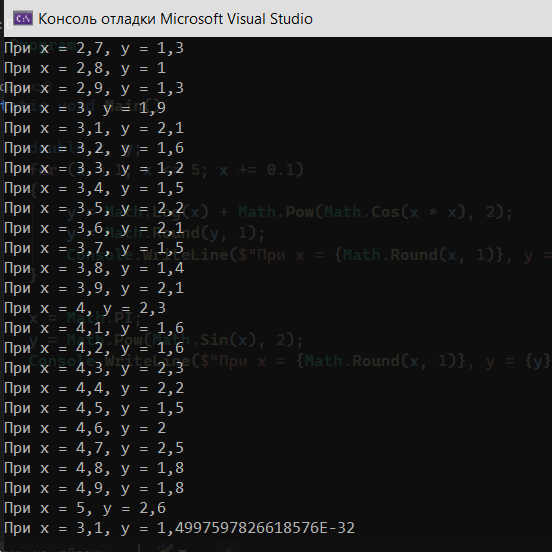 Консоль отладки Microsoft Visual Studio
При x = 2,7, y = 1,3
При x = 2,8, y = 1
При x = 2,9, y = 1,3
При x = 3, y = 1,9
При x = 3,1, y = 2,1
При x = 3,2, y = 1,6
При x = 3,3, y = 1,2
При x = 3,4, y = 1,5
При x = 3,5, y = 2,2
При x = 3,6, y = 2,1
При x = 3,7, y = 1,5
При x = 3,8, y = 1,4
При x = 3,9, y = 2,1
При x = 4, y = 2,3
При x = 4,1, y = 1,6
При x = 4,2, y = 1,6
При x = 4,3, y = 2,3
При x = 4,4, y = 2,2
При x = 4,5, y = 1,5
При x = 4,6, y = 2
При x = 4,7, y = 2,5
При x = 4,8, y = 1,8
При x = 4,9, y = 1,8
При x = 5, y = 2,6
При x = 3,1, y = 1,4997597826618576E-32